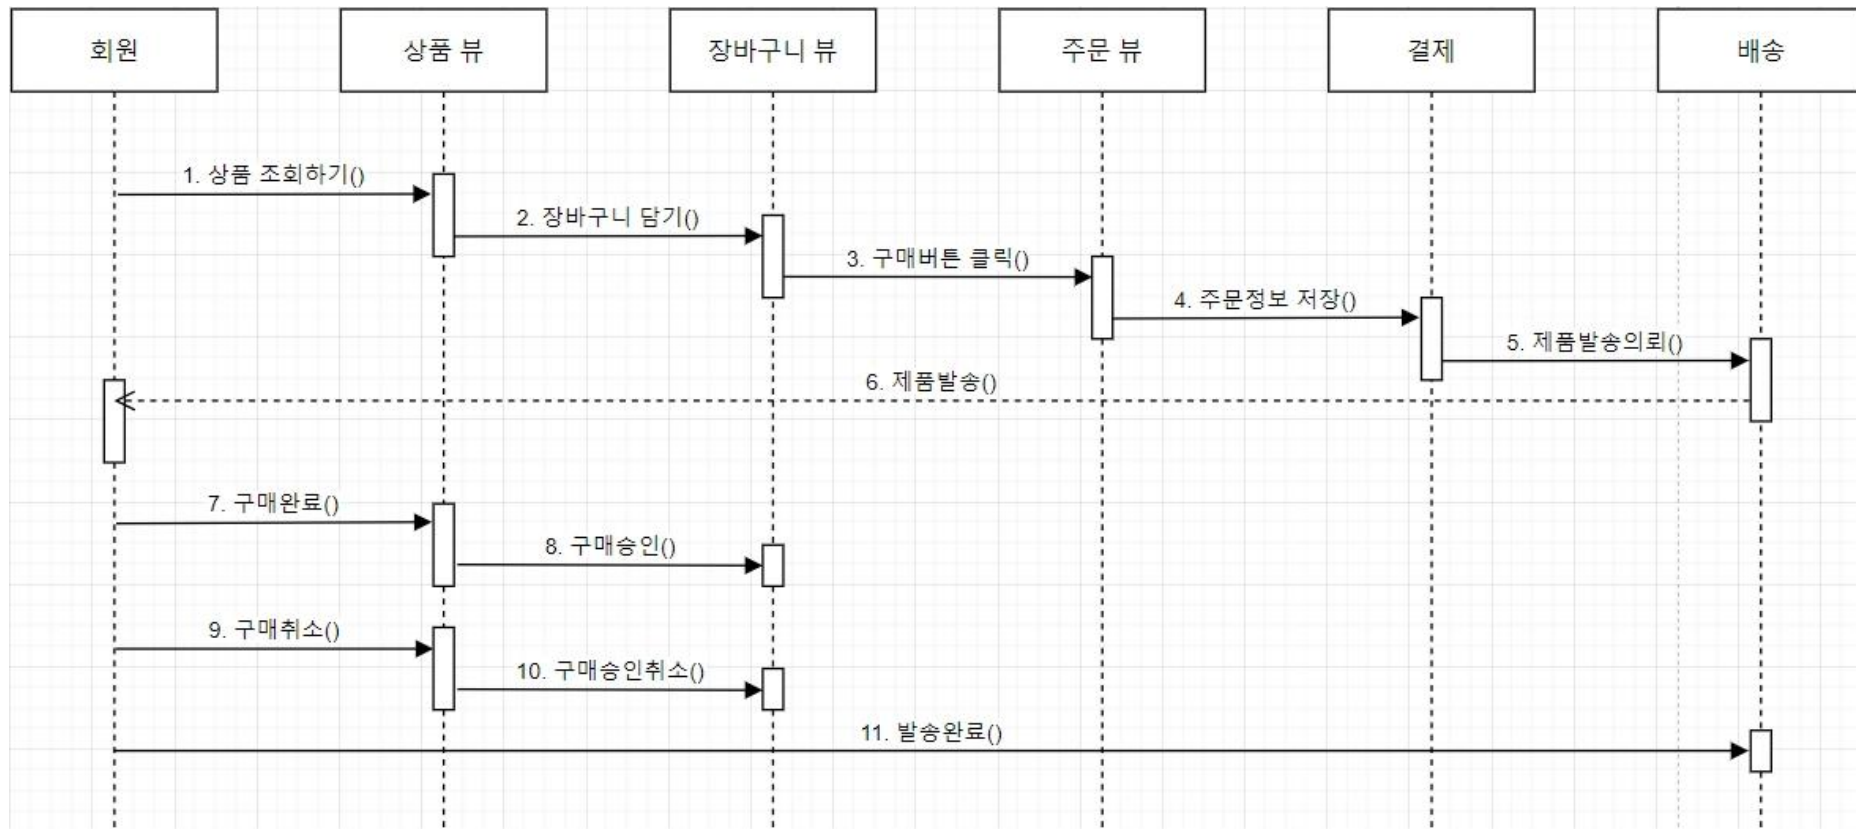 회원
상품 뷰
장바구니 뷰
주문 뷰
결제
배송
1. 상품 조회하기()
2. 장바구니 담기()
3. 구매버튼 클릭()
4. 주문정보 저장()
5. 제품발송의뢰()
6. 제품발송()
7. 구매완료()
8. 구매승인()
9. 구매취소()
10. 구매승인취소()
11. 발송완료()